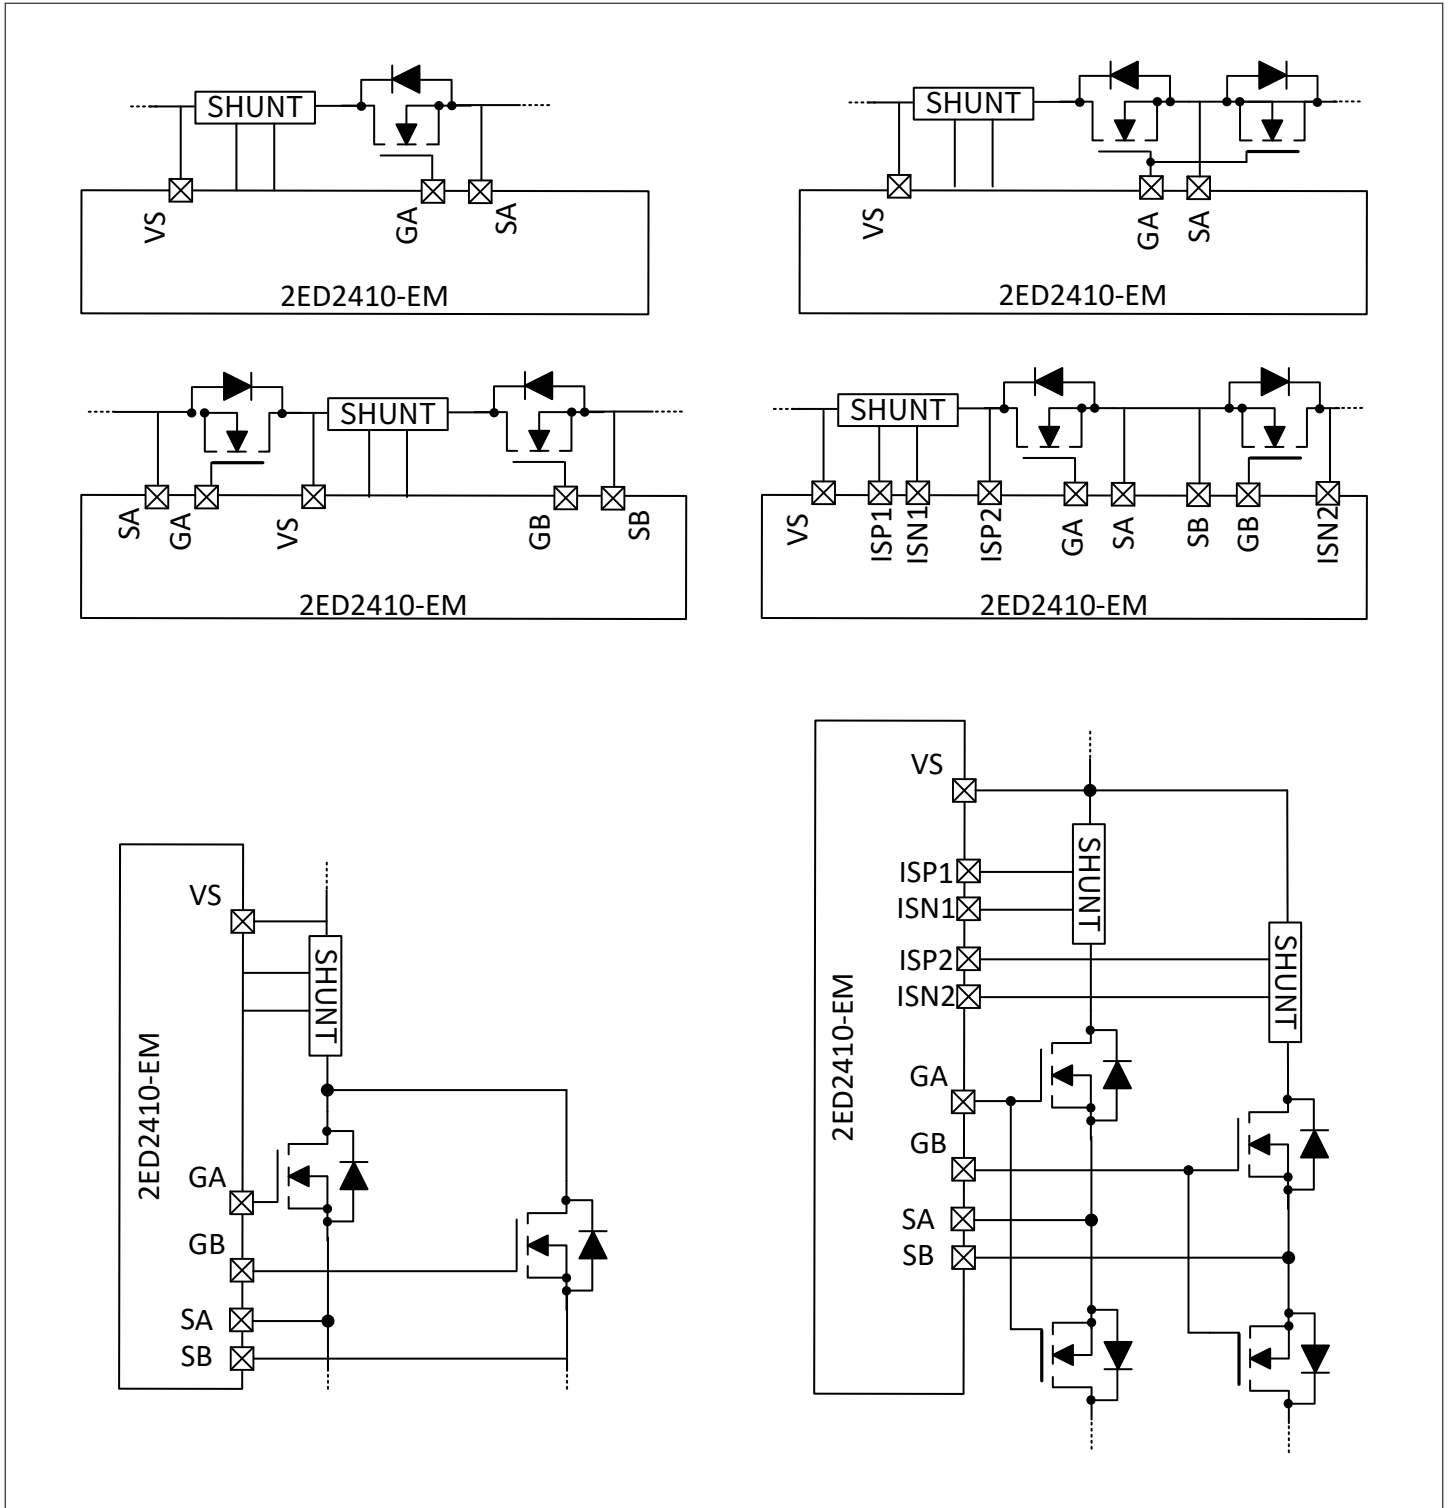 SHUNT
VS
GA
SA
2ED2410-EM
SHUNT
VS
GA
SA
2ED2410-EM
SHUNT
SA
GA
VS
GB
SB
2ED2410-EM
SHUNT
VS
ISP1
ISN1
ISP2
GA
SA
SB
GB
ISN2
2ED2410-EM
VS
SHUNT
2ED2410-EM
GA
GB
SA
SB
VS
SHUNT
ISP1
ISN1
ISP2
ISN2
SHUNT
2ED2410-EM
GA
GB
SA
SB